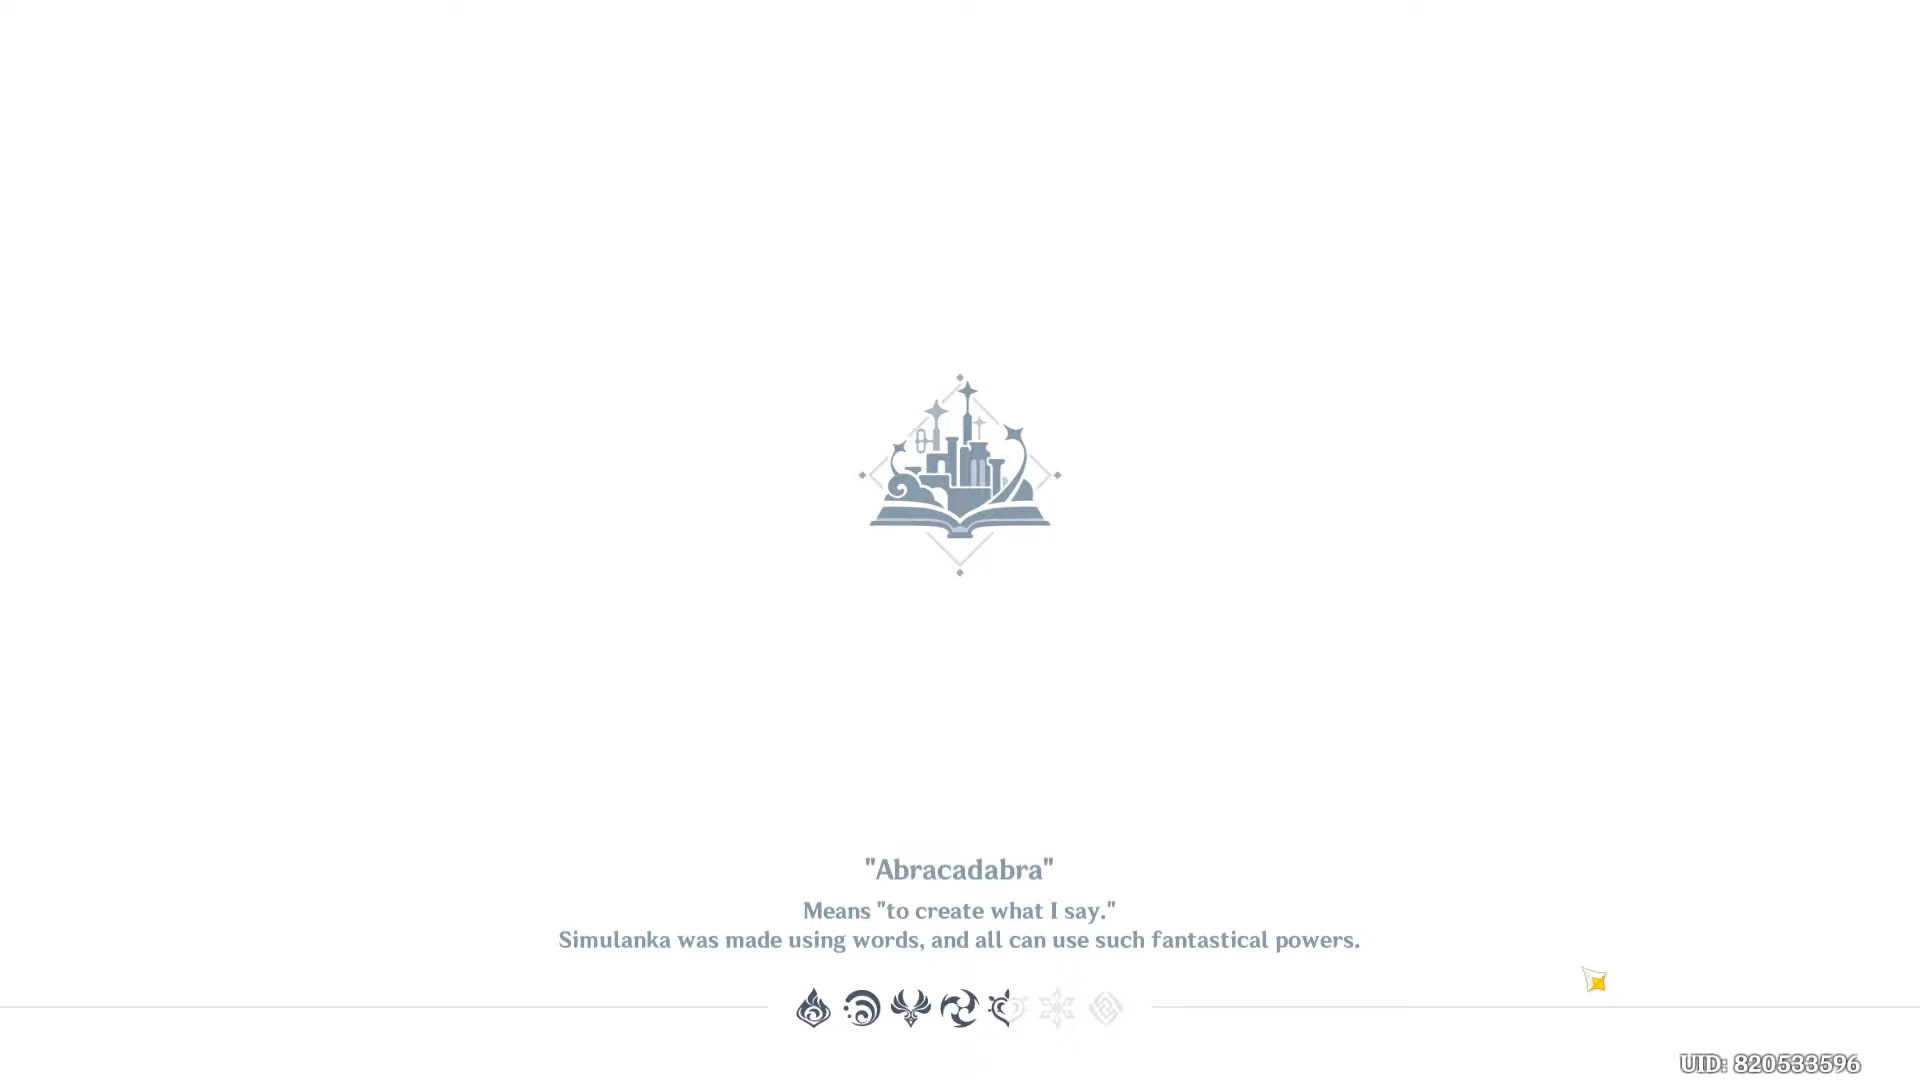 "Abracadabra"
Means "to create what I say."
Simulanka was made using words, and all can use such fantastical powers.
UID: 820533596